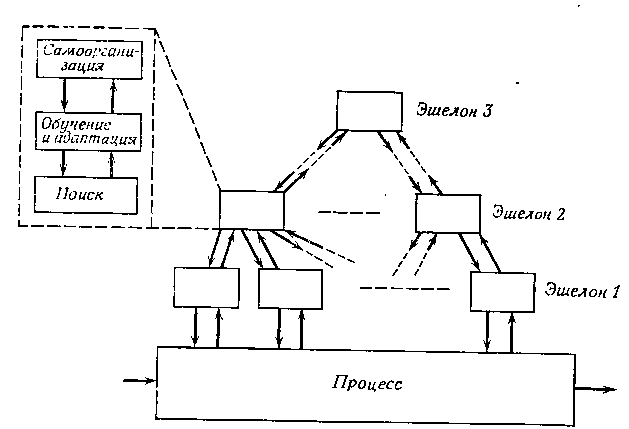 Самооргани-
зация
Обучение
и адаптация
Поиск
Эшелон 3
Эшелон 2
Эшелон 1
Процесс